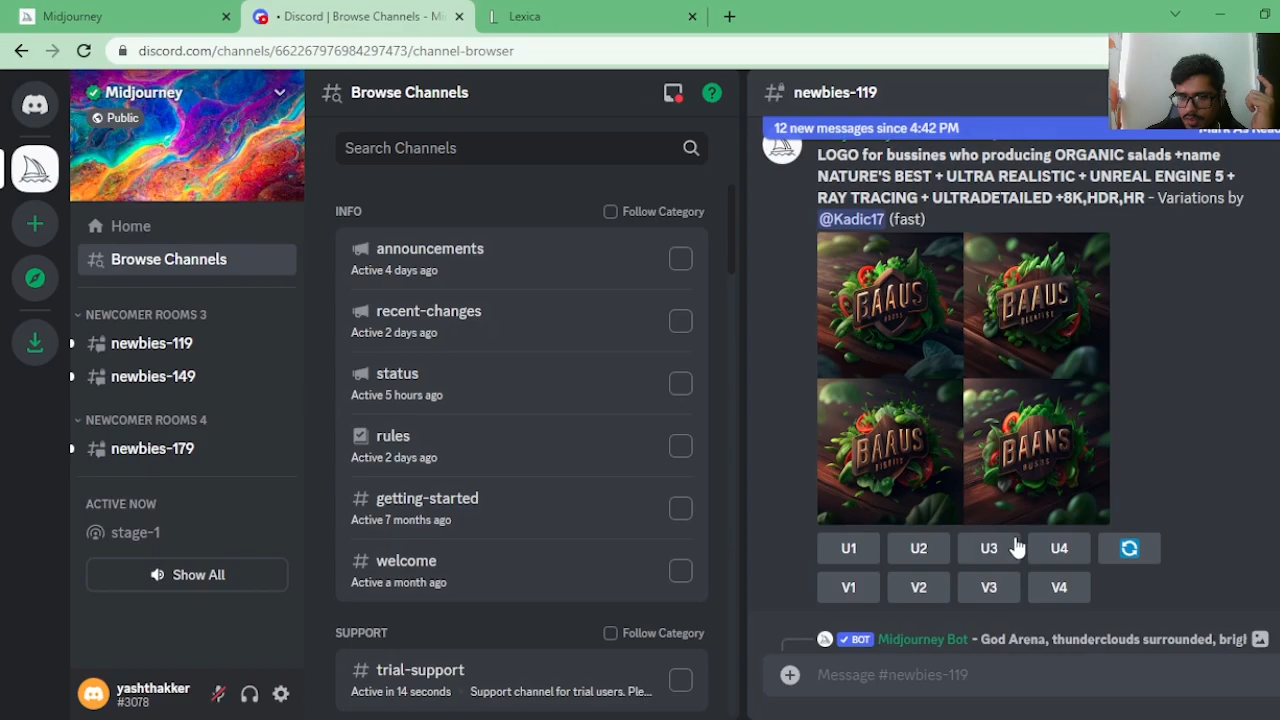 Midjourney
• Discord | Browse Channels - Mi
Lexica
discord.com/channels/662267976984297473/channel-browser
Midjourney
Public
Home
Browse Channels
NEWCOMER ROOMS 3
newbies-119
newbies-149
NEWCOMER ROOMS 4
newbies-179
ACTIVE NOW
stage-1
Show All
yashthakker
#3078
Browse Channels
Search Channels
INFO
Follow Category
announcements
Active 4 days ago
recent-changes
Active 2 days ago
status
Active 5 hours ago
rules
Active 2 days ago
getting-started
Active 7 months ago
welcome
Active a month ago
SUPPORT
Follow Category
trial-support
Active in 14 seconds
Support channel for trial users. Ple...
newbies-119
12 new messages since 4:42 PM
Mark As Read
LOGO for bussines who producing ORGANIC salads +name
NATURE'S BEST + ULTRA REALISTIC + UNREAL ENGINE 5 +
RAY TRACING + ULTRADETAILED +8K,HDR,HR - Variations by
@Kadic17 (fast)
BAAUS
BAAUS
BAAUS
BAANS
U1 U2 U3 U4
V1 V2 V3 V4
BOT Midjourney Bot - God Arena, thunderclouds surrounded, brigl
Message #newbies-119